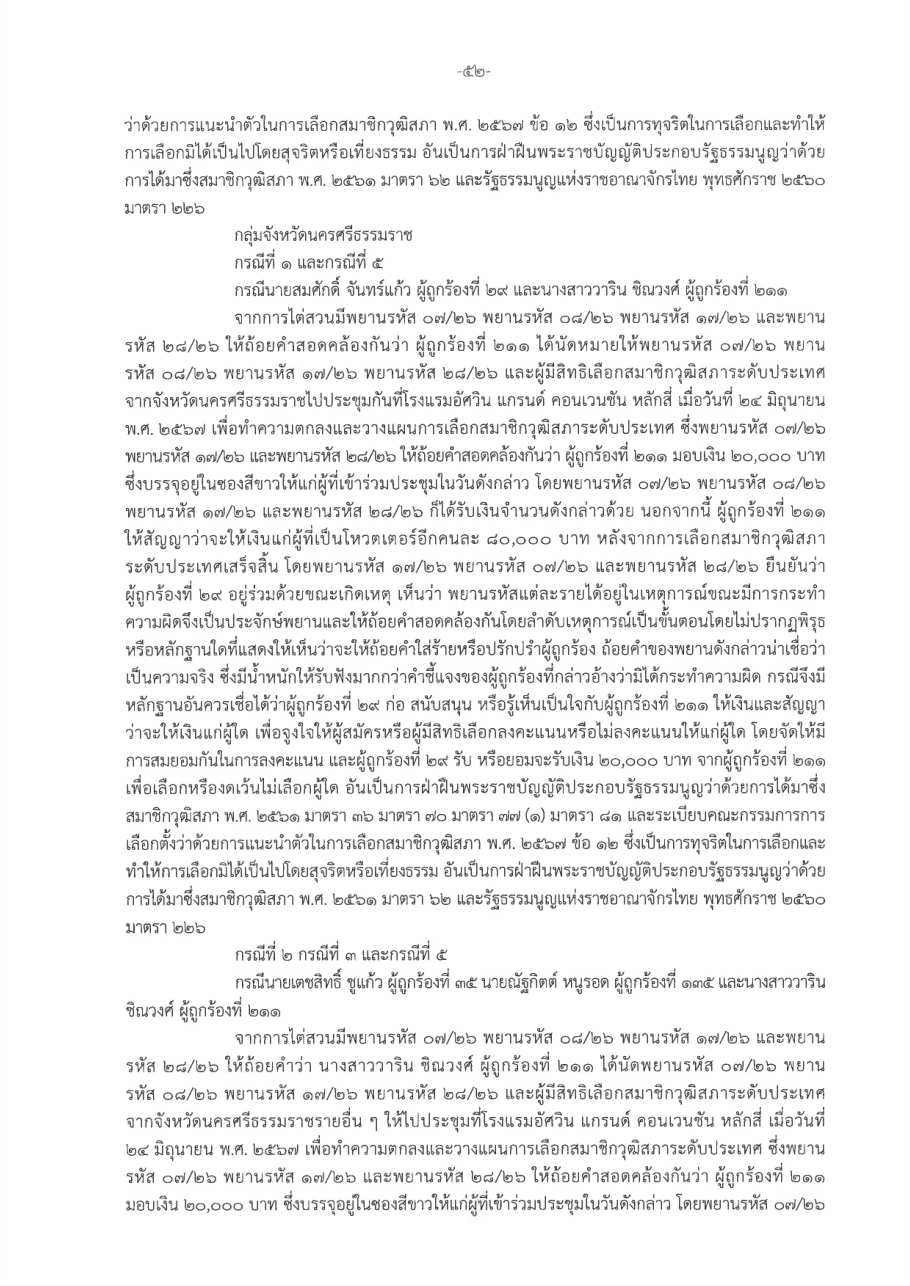 -๕๒-
ว่าด้วยการแนะนำตัวในการเลือกสมาชิกวุฒิสภา พ.ศ. ๒๕๖๗ ข้อ ๑๒ ซึ่งเป็นการทุจริตในการเลือกและทำให้
การเลือกมิได้เป็นไปโดยสุจริตหรือเที่ยงธรรม อันเป็นการฝ่าฝืนพระราชบัญญัติประกอบรัฐธรรมนูญว่าด้วย
การได้มาซึ่งสมาชิกวุฒิสภา พ.ศ. ๒๕๖๑ มาตรา ๖๒ และรัฐธรรมนูญแห่งราชอาณาจักรไทย พุทธศักราช ๒๕๖๐
มาตรา ๒๒๖
กลุ่มจังหวัดนครศรีธรรมราช
กรณีที่ ๑ และกรณีที่ ๕
กรณีนายสมศักดิ์ จันทร์แก้ว ผู้ถูกร้องที่ ๒๙ และนางสาววาริน ชิณวงศ์ ผู้ถูกร้องที่ ๒๑๑
จากการไต่สวนมีพยานรหัส ๐๗/๒๖ พยานรหัส ๐๘/๒๖ พยานรหัส ๑๗/๒๖ และพยาน
รหัส ๒๘/๒๖ ให้ถ้อยคำสอดคล้องกันว่า ผู้ถูกร้องที่ ๒๑๑ ได้นัดหมายให้พยานรหัส ๐๗/๒๖ พยาน
รหัส ๐๘/๒๖ พยานรหัส ๑๗/๒๖ พยานรหัส ๒๘/๒๖ และผู้มีสิทธิเลือกสมาชิกวุฒิสภาระดับประเทศ
จากจังหวัดนครศรีธรรมราชไปประชุมกันที่โรงแรมอัศวิน แกรนด์ คอนเวนชัน หลักสี่ เมื่อวันที่ ๒๔ มิถุนายน
พ.ศ. ๒๕๖๗ เพื่อทำความตกลงและวางแผนการเลือกสมาชิกวุฒิสภาระดับประเทศ ซึ่งพยานรหัส ๐๗/๒๖
พยานรหัส ๑๗/๒๖ และพยานรหัส ๒๘/๒๖ ให้ถ้อยคำสอดคล้องกันว่า ผู้ถูกร้องที่ ๒๑๑ มอบเงิน ๒๐,๐๐๐ บาท
ซึ่งบรรจุอยู่ในซองสีขาวให้แก่ผู้ที่เข้าร่วมประชุมในวันดังกล่าว โดยพยานรหัส ๐๗/๒๖ พยานรหัส ๐๘/๒๖
พยานรหัส ๑๗/๒๖ และพยานรหัส ๒๘/๒๖ ก็ได้รับเงินจำนวนดังกล่าวด้วย นอกจากนี้ ผู้ถูกร้องที่ ๒๑๑
ให้สัญญาว่าจะให้เงินแก่ผู้ที่เป็นโหวตเตอร์อีกคนละ ๘๐,๐๐๐ บาท หลังจากการเลือกสมาชิกวุฒิสภา
ระดับประเทศเสร็จสิ้น โดยพยานรหัส ๑๗/๒๖ พยานรหัส ๐๗/๒๖ และพยานรหัส ๒๘/๒๖ ยืนยันว่า
ผู้ถูกร้องที่ ๒๙ อยู่ร่วมด้วยขณะเกิดเหตุ เห็นว่า พยานรหัสแต่ละรายได้อยู่ในเหตุการณ์ขณะมีการกระทำ
ความผิดจึงเป็นประจักษ์พยานและให้ถ้อยคำสอดคล้องกันโดยลำดับเหตุการณ์เป็นขั้นตอนโดยไม่ปรากฏพิรุธ
หรือหลักฐานใดที่แสดงให้เห็นว่าจะให้ถ้อยคำใส่ร้ายหรือปรักปรำผู้ถูกร้อง ถ้อยคำของพยานดังกล่าวน่าเชื่อว่า
เป็นความจริง ซึ่งมีน้ำหนักให้รับฟังมากกว่าคำชี้แจงของผู้ถูกร้องที่กล่าวอ้างว่ามิได้กระทำความผิด กรณีจึงมี
หลักฐานอันควรเชื่อได้ว่าผู้ถูกร้องที่ ๒๙ ก่อ สนับสนุน หรือรู้เห็นเป็นใจกับผู้ถูกร้องที่ ๒๑๑ ให้เงินและสัญญา
ว่าจะให้เงินแก่ผู้ใด เพื่อจูงใจให้ผู้สมัครหรือผู้มีสิทธิเลือกลงคะแนนหรือไม่ลงคะแนนให้แก่ผู้ใด โดยจัดให้มี
การสมยอมกันในการลงคะแนน และผู้ถูกร้องที่ ๒๙ รับ หรือยอมจะรับเงิน ๒๐,๐๐๐ บาท จากผู้ถูกร้องที่ ๒๑๑
เพื่อเลือกหรืองดเว้นไม่เลือกผู้ใด อันเป็นการฝ่าฝืนพระราชบัญญัติประกอบรัฐธรรมนูญว่าด้วยการได้มาซึ่ง
สมาชิกวุฒิสภา พ.ศ. ๒๕๖๑ มาตรา ๓๖ มาตรา ๗๐ มาตรา ๗๗ (๑) มาตรา ๘๑ และระเบียบคณะกรรมการการ
เลือกตั้งว่าด้วยการแนะนำตัวในการเลือกสมาชิกวุฒิสภา พ.ศ. ๒๕๖๗ ข้อ ๑๒ ซึ่งเป็นการทุจริตในการเลือกและ
ทำให้การเลือกมิได้เป็นไปโดยสุจริตหรือเที่ยงธรรม อันเป็นการฝ่าฝืนพระราชบัญญัติประกอบรัฐธรรมนูญว่าด้วย
การได้มาซึ่งสมาชิกวุฒิสภา พ.ศ. ๒๕๖๑ มาตรา ๖๒ และรัฐธรรมนูญแห่งราชอาณาจักรไทย พุทธศักราช ๒๕๖๐
มาตรา ๒๒๖
กรณีที่ ๒ กรณีที่ ๓ และกรณีที่ ๕
กรณีนายเตชสิทธิ์ ชูแก้ว ผู้ถูกร้องที่ ๓๕ นายณัฐกิตต์ หนูรอด ผู้ถูกร้องที่ ๑๓๕ และนางสาววาริน
ชิณวงศ์ ผู้ถูกร้องที่ ๒๑๑
จากการไต่สวนมีพยานรหัส ๐๗/๒๖ พยานรหัส ๐๘/๒๖ พยานรหัส ๑๗/๒๖ และพยาน
รหัส ๒๘/๒๖ ให้ถ้อยคำว่า นางสาววาริน ชิณวงศ์ ผู้ถูกร้องที่ ๒๑๑ ได้นัดพยานรหัส ๐๗/๒๖ พยาน
รหัส ๐๘/๒๖ พยานรหัส ๑๗/๒๖ พยานรหัส ๒๘/๒๖ และผู้มีสิทธิเลือกสมาชิกวุฒิสภาระดับประเทศ
จากจังหวัดนครศรีธรรมราชรายอื่น ๆ ให้ไปประชุมที่โรงแรมอัศวิน แกรนด์ คอนเวนชัน หลักสี่ เมื่อวันที่
๒๔ มิถุนายน พ.ศ. ๒๕๖๗ เพื่อทำความตกลงและวางแผนการเลือกสมาชิกวุฒิสภาระดับประเทศ ซึ่งพยาน
รหัส ๐๗/๒๖ พยานรหัส ๑๗/๒๖ และพยานรหัส ๒๘/๒๖ ให้ถ้อยคำสอดคล้องกันว่า ผู้ถูกร้องที่ ๒๑๑
มอบเงิน ๒๐,๐๐๐ บาท ซึ่งบรรจุอยู่ในซองสีขาวให้แก่ผู้ที่เข้าร่วมประชุมในวันดังกล่าว โดยพยานรหัส ๐๗/๒๖